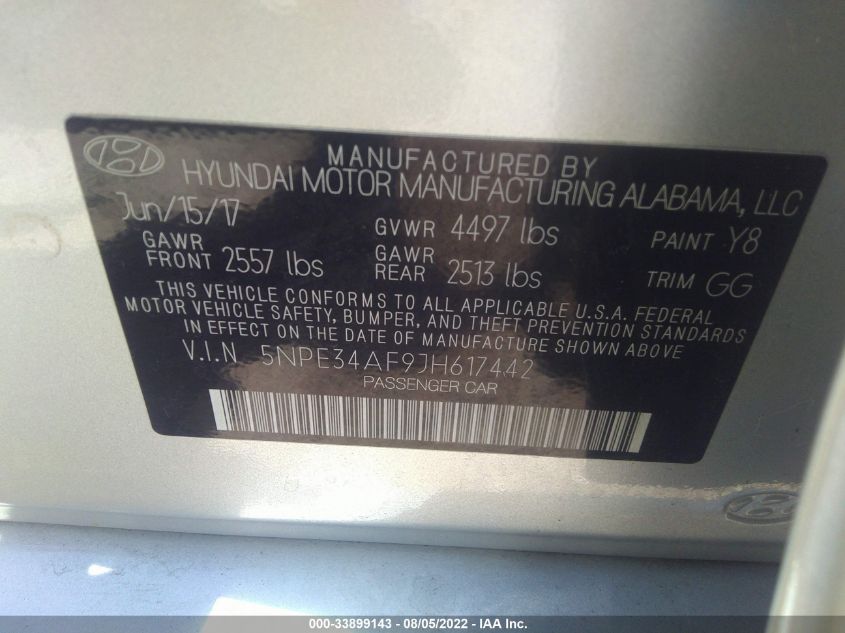 MANUFACTURED BY
HYUNDAI MOTOR MANUFACTURING ALABAMA, LLC
Jun/15/17
GVWR 4497 lbs
PAINT Y8
GAWR FRONT 2557 lbs
GAWR REAR 2513 lbs
TRIM GG
THIS VEHICLE CONFORMS TO ALL APPLICABLE U.S.A. FEDERAL
MOTOR VEHICLE SAFETY, BUMPER, AND THEFT PREVENTION STANDARDS
IN EFFECT ON THE DATE OF MANUFACTURE SHOWN ABOVE
V.I.N. 5NPE34AF9JH617442
PASSENGER CAR
000-33899143 - 08/05/2022 - IAA Inc.